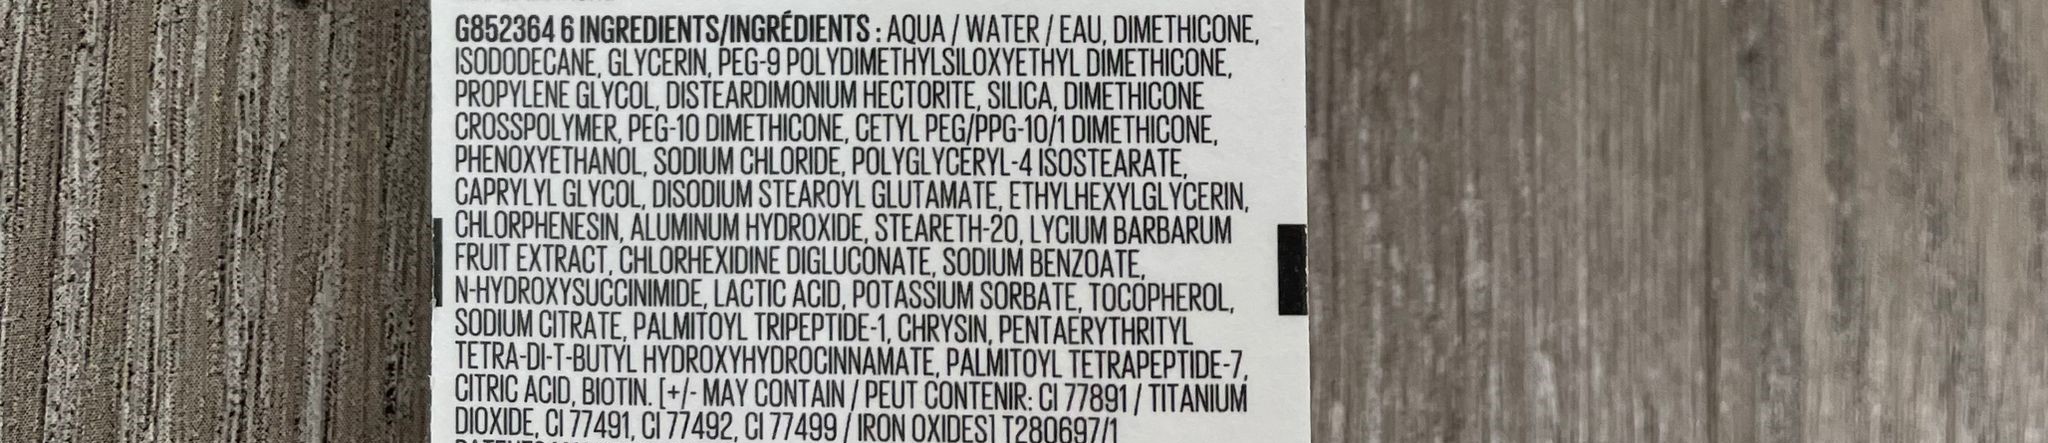 G852364 6 INGREDIENTS/INGRÉDIENTS : AQUA / WATER / EAU, DIMETHICONE,
ISODODECANE, GLYCERIN, PEG-9 POLYDIMETHYLSILOXYETHYL DIMETHICONE,
PROPYLENE GLYCOL, DISTEARDIMONIUM HECTORITE, SILICA, DIMETHICONE
CROSSPOLYMER, PEG-10 DIMETHICONE, CETYL PEG/PPG-10/1 DIMETHICONE,
PHENOXYETHANOL, SODIUM CHLORIDE, POLYGLYCERYL-4 ISOSTEARATE,
CAPRYLYL GLYCOL, DISODIUM STEAROYL GLUTAMATE, ETHYLHEXYLGLYCERIN,
CHLORPHENESIN, ALUMINUM HYDROXIDE, STEARETH-20, LYCIUM BARBARUM
FRUIT EXTRACT, CHLORHEXIDINE DIGLUCONATE, SODIUM BENZOATE,
N-HYDROXYSUCCINIMIDE, LACTIC ACID, POTASSIUM SORBATE, TOCOPHEROL,
SODIUM CITRATE, PALMITOYL TRIPEPTIDE-1, CHRYSIN, PENTAERYTHRITYL
TETRA-DI-T-BUTYL HYDROXYHYDROCINNAMATE, PALMITOYL TETRAPEPTIDE-7,
CITRIC ACID, BIOTIN. [+/- MAY CONTAIN / PEUT CONTENIR: CI 77891 / TITANIUM
DIOXIDE, CI 77491, CI 77492, CI 77499 / IRON OXIDES] T280697/1